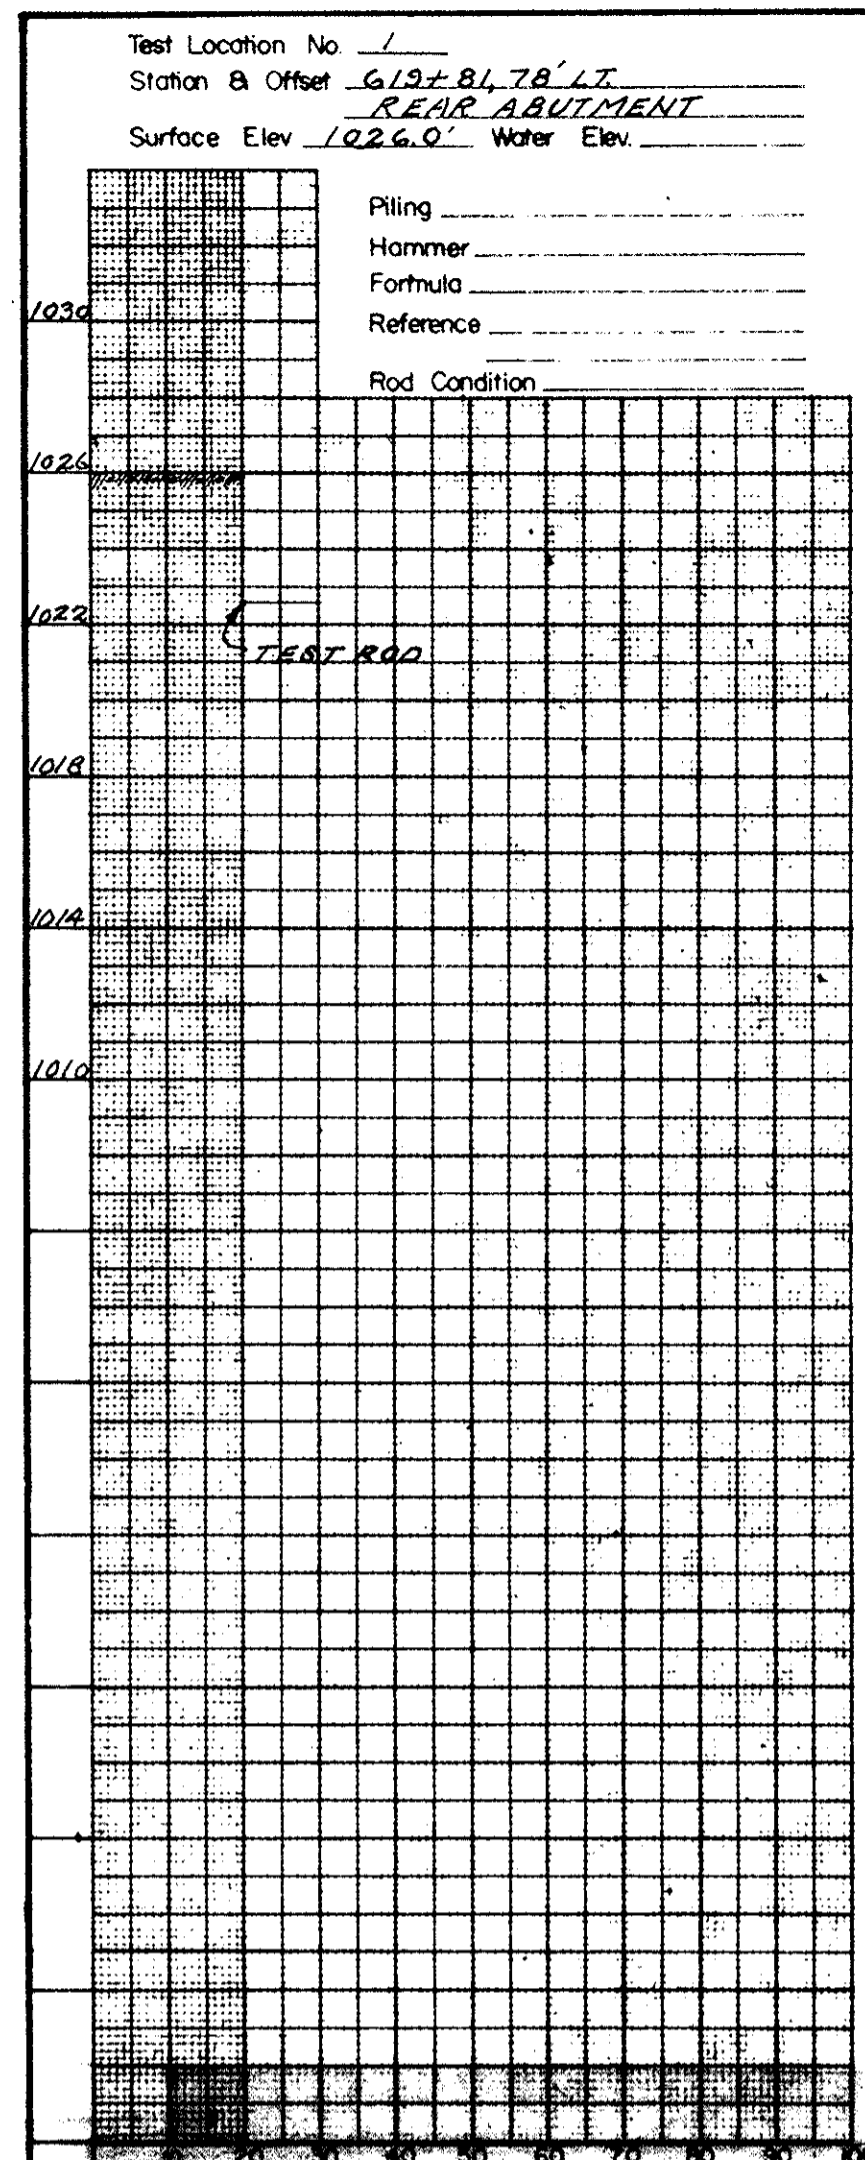 Test Location No. 1
Station & Offset 619+81, 78' LT.
REAR ABUTMENT
Surface Elev 1026.0' Water Elev.
Piling
Hammer
Formula
Reference
Rod Condition
1030
1026
1022
TEST ROD
1018
1014
1010
10 20 30 40 50 60 70 80 90